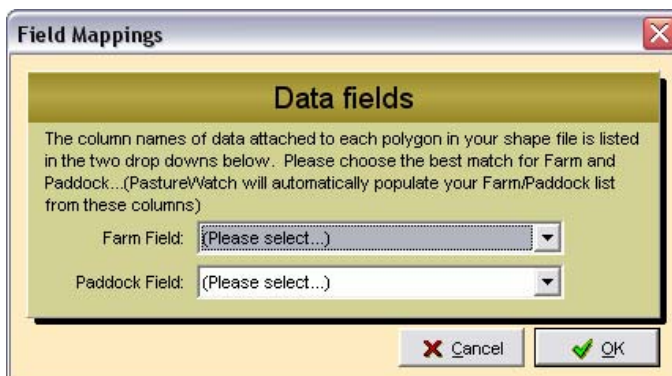 Field Mappings
Data fields
The column names of data attached to each polygon in your shape file is listed
in the two drop downs below. Please choose the best match for Farm and
Paddock...(PastureWatch will automatically populate your Farm/Paddock list
from these columns)
Farm Field: (Please select...)
Paddock Field: (Please select...)
Cancel OK